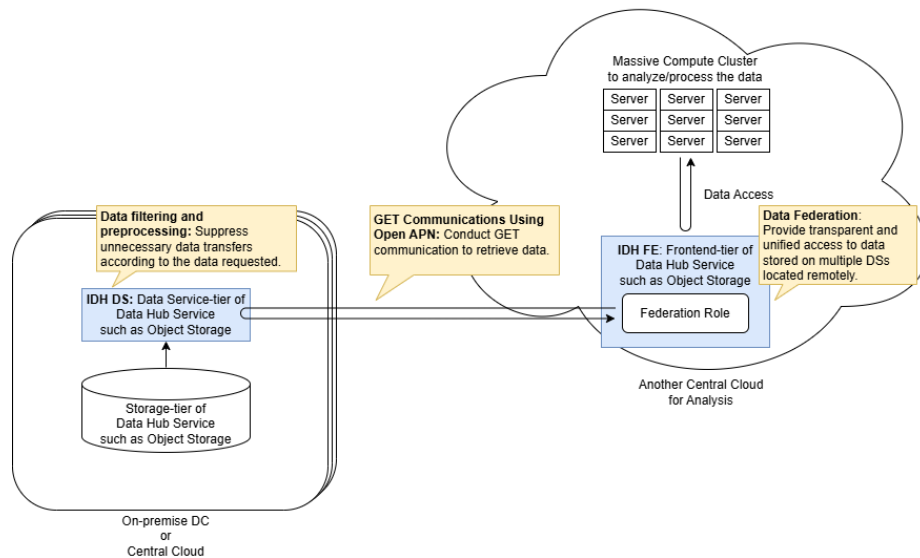 Massive Compute Cluster
to analyze/process the data
Server Server Server
Server Server Server
Server Server Server
Data Access
Data filtering and
preprocessing: Suppress
unnecessary data transfers
according to the data requested.
GET Communications Using
Open APN: Conduct GET
communication to retrieve data.
Data Federation:
Provide transparent and
unified access to data
stored on multiple DSs
located remotely.
IDH FE: Frontend-tier of
Data Hub Service
such as Object Storage
Federation Role
IDH DS: Data Service-tier of
Data Hub Service
such as Object Storage
Storage-tier of
Data Hub Service
such as Object Storage
Another Central Cloud
for Analysis
On-premise DC
or
Central Cloud